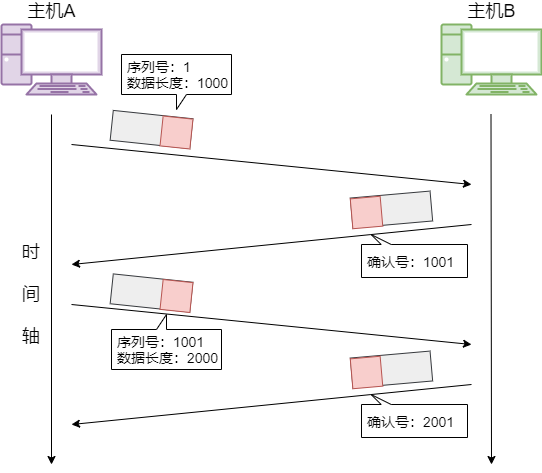 主机A
主机B
序列号：1
数据长度：1000
确认号：1001
时
间
轴
序列号：1001
数据长度：2000
确认号：2001